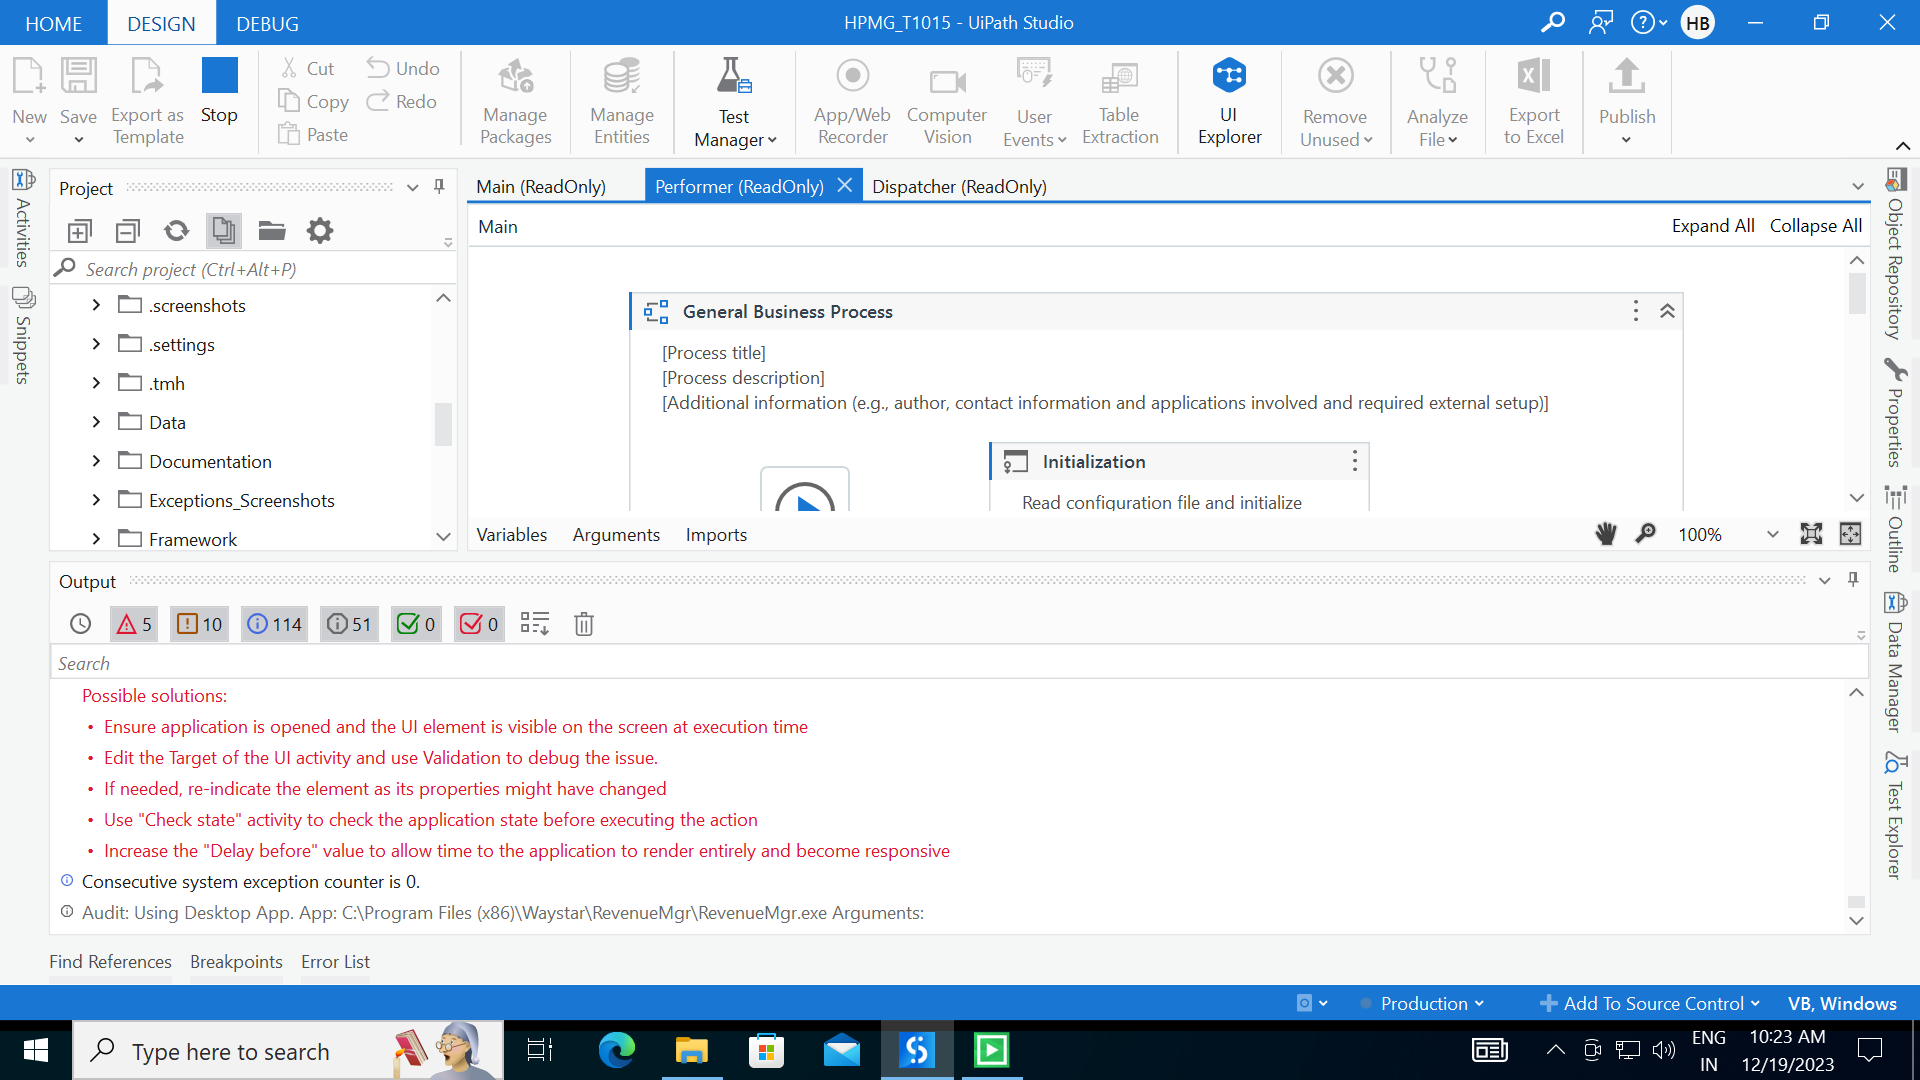 HOME DESIGN DEBUG HPMG_T1015 - UiPath Studio HB
New Save Export as Template Stop Cut Copy Paste Undo Redo
Manage Packages Manage Entities Test Manager App/Web Recorder Computer Vision User Events Table Extraction UI Explorer Remove Unused Analyze File Export to Excel Publish
Activities
Snippets
Project
Search project (Ctrl+Alt+P)
.screenshots
.settings
.tmh
Data
Documentation
Exceptions_Screenshots
Framework
Main (ReadOnly) Performer (ReadOnly) Dispatcher (ReadOnly)
Main Expand All Collapse All
General Business Process
[Process title]
[Process description]
[Additional information (e.g., author, contact information and applications involved and required external setup)]
Initialization
Read configuration file and initialize
Variables Arguments Imports 100%
Object Repository
Properties
Outline
Data Manager
Test Explorer
Output
5 10 114 51 0 0
Search
Possible solutions:
• Ensure application is opened and the UI element is visible on the screen at execution time
• Edit the Target of the UI activity and use Validation to debug the issue.
• If needed, re-indicate the element as its properties might have changed
• Use "Check state" activity to check the application state before executing the action
• Increase the "Delay before" value to allow time to the application to render entirely and become responsive
Consecutive system exception counter is 0.
Audit: Using Desktop App. App: C:\Program Files (x86)\Waystar\RevenueMgr\RevenueMgr.exe Arguments:
Find References Breakpoints Error List
Production Add To Source Control VB, Windows
Type here to search
ENG
IN
10:23 AM
12/19/2023